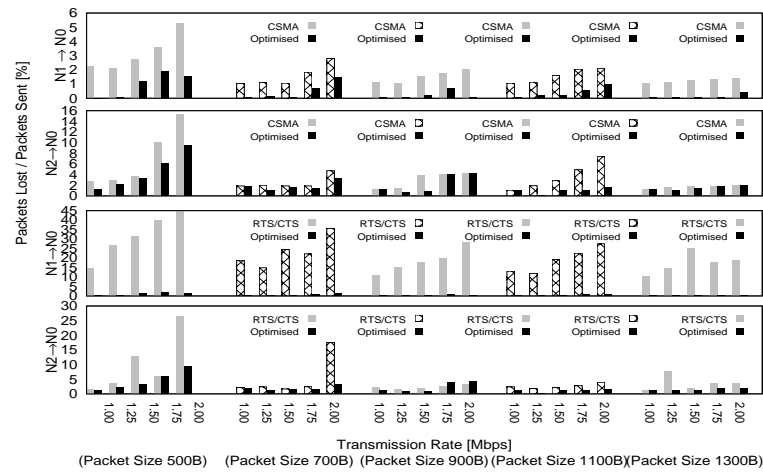 Packets Lost / Packets Sent [%]
N1 → N0
6
5
4
3
2
1
0
CSMA CSMA CSMA CSMA CSMA
Optimised Optimised Optimised Optimised Optimised
N2→N0
16
14
12
10
8
6
4
2
0
CSMA CSMA CSMA CSMA CSMA
Optimised Optimised Optimised Optimised Optimised
N1→N0
45
40
35
30
25
20
15
10
5
0
RTS/CTS RTS/CTS RTS/CTS RTS/CTS RTS/CTS
Optimised Optimised Optimised Optimised Optimised
N2→N0
30
25
20
15
10
5
0
RTS/CTS RTS/CTS RTS/CTS RTS/CTS RTS/CTS
Optimised Optimised Optimised Optimised Optimised
1.00 1.25 1.50 1.75 2.00 1.00 1.25 1.50 1.75 2.00 1.00 1.25 1.50 1.75 2.00 1.00 1.25 1.50 1.75 2.00 1.00 1.25 1.50 1.75 2.00
Transmission Rate [Mbps]
(Packet Size 500B) (Packet Size 700B) (Packet Size 900B) (Packet Size 1100B)(Packet Size 1300B)